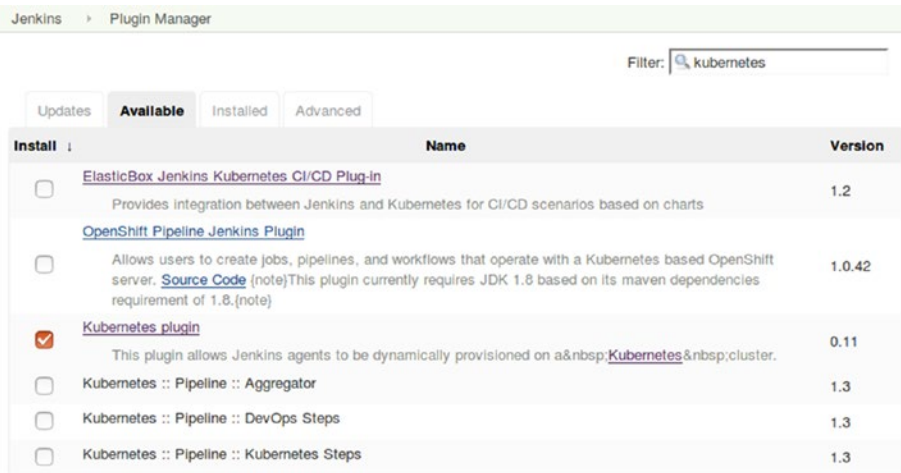 Jenkins › Plugin Manager
Filter: kubernetes
Updates Available Installed Advanced
Install ↓ Name Version
ElasticBox Jenkins Kubernetes CI/CD Plug-in
Provides integration between Jenkins and Kubernetes for CI/CD scenarios based on charts
1.2
OpenShift Pipeline Jenkins Plugin
Allows users to create jobs, pipelines, and workflows that operate with a Kubernetes based OpenShift
server. Source Code {note}This plugin currently requires JDK 1.8 based on its maven dependencies
requirement of 1.8.{note}
1.0.42
Kubernetes plugin
This plugin allows Jenkins agents to be dynamically provisioned on a&nbsp;Kubernetes&nbsp;cluster.
0.11
Kubernetes :: Pipeline :: Aggregator 1.3
Kubernetes :: Pipeline :: DevOps Steps 1.3
Kubernetes :: Pipeline :: Kubernetes Steps 1.3